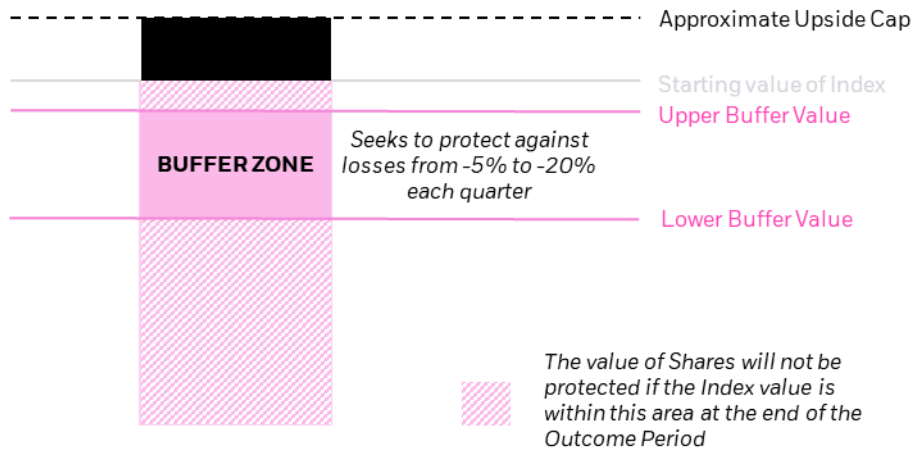 Approximate Upside Cap
Starting value of Index
Upper Buffer Value
BUFFER ZONE
Seeks to protect against
losses from -5% to -20%
each quarter
Lower Buffer Value
The value of Shares will not be
protected if the Index value is
within this area at the end of the
Outcome Period